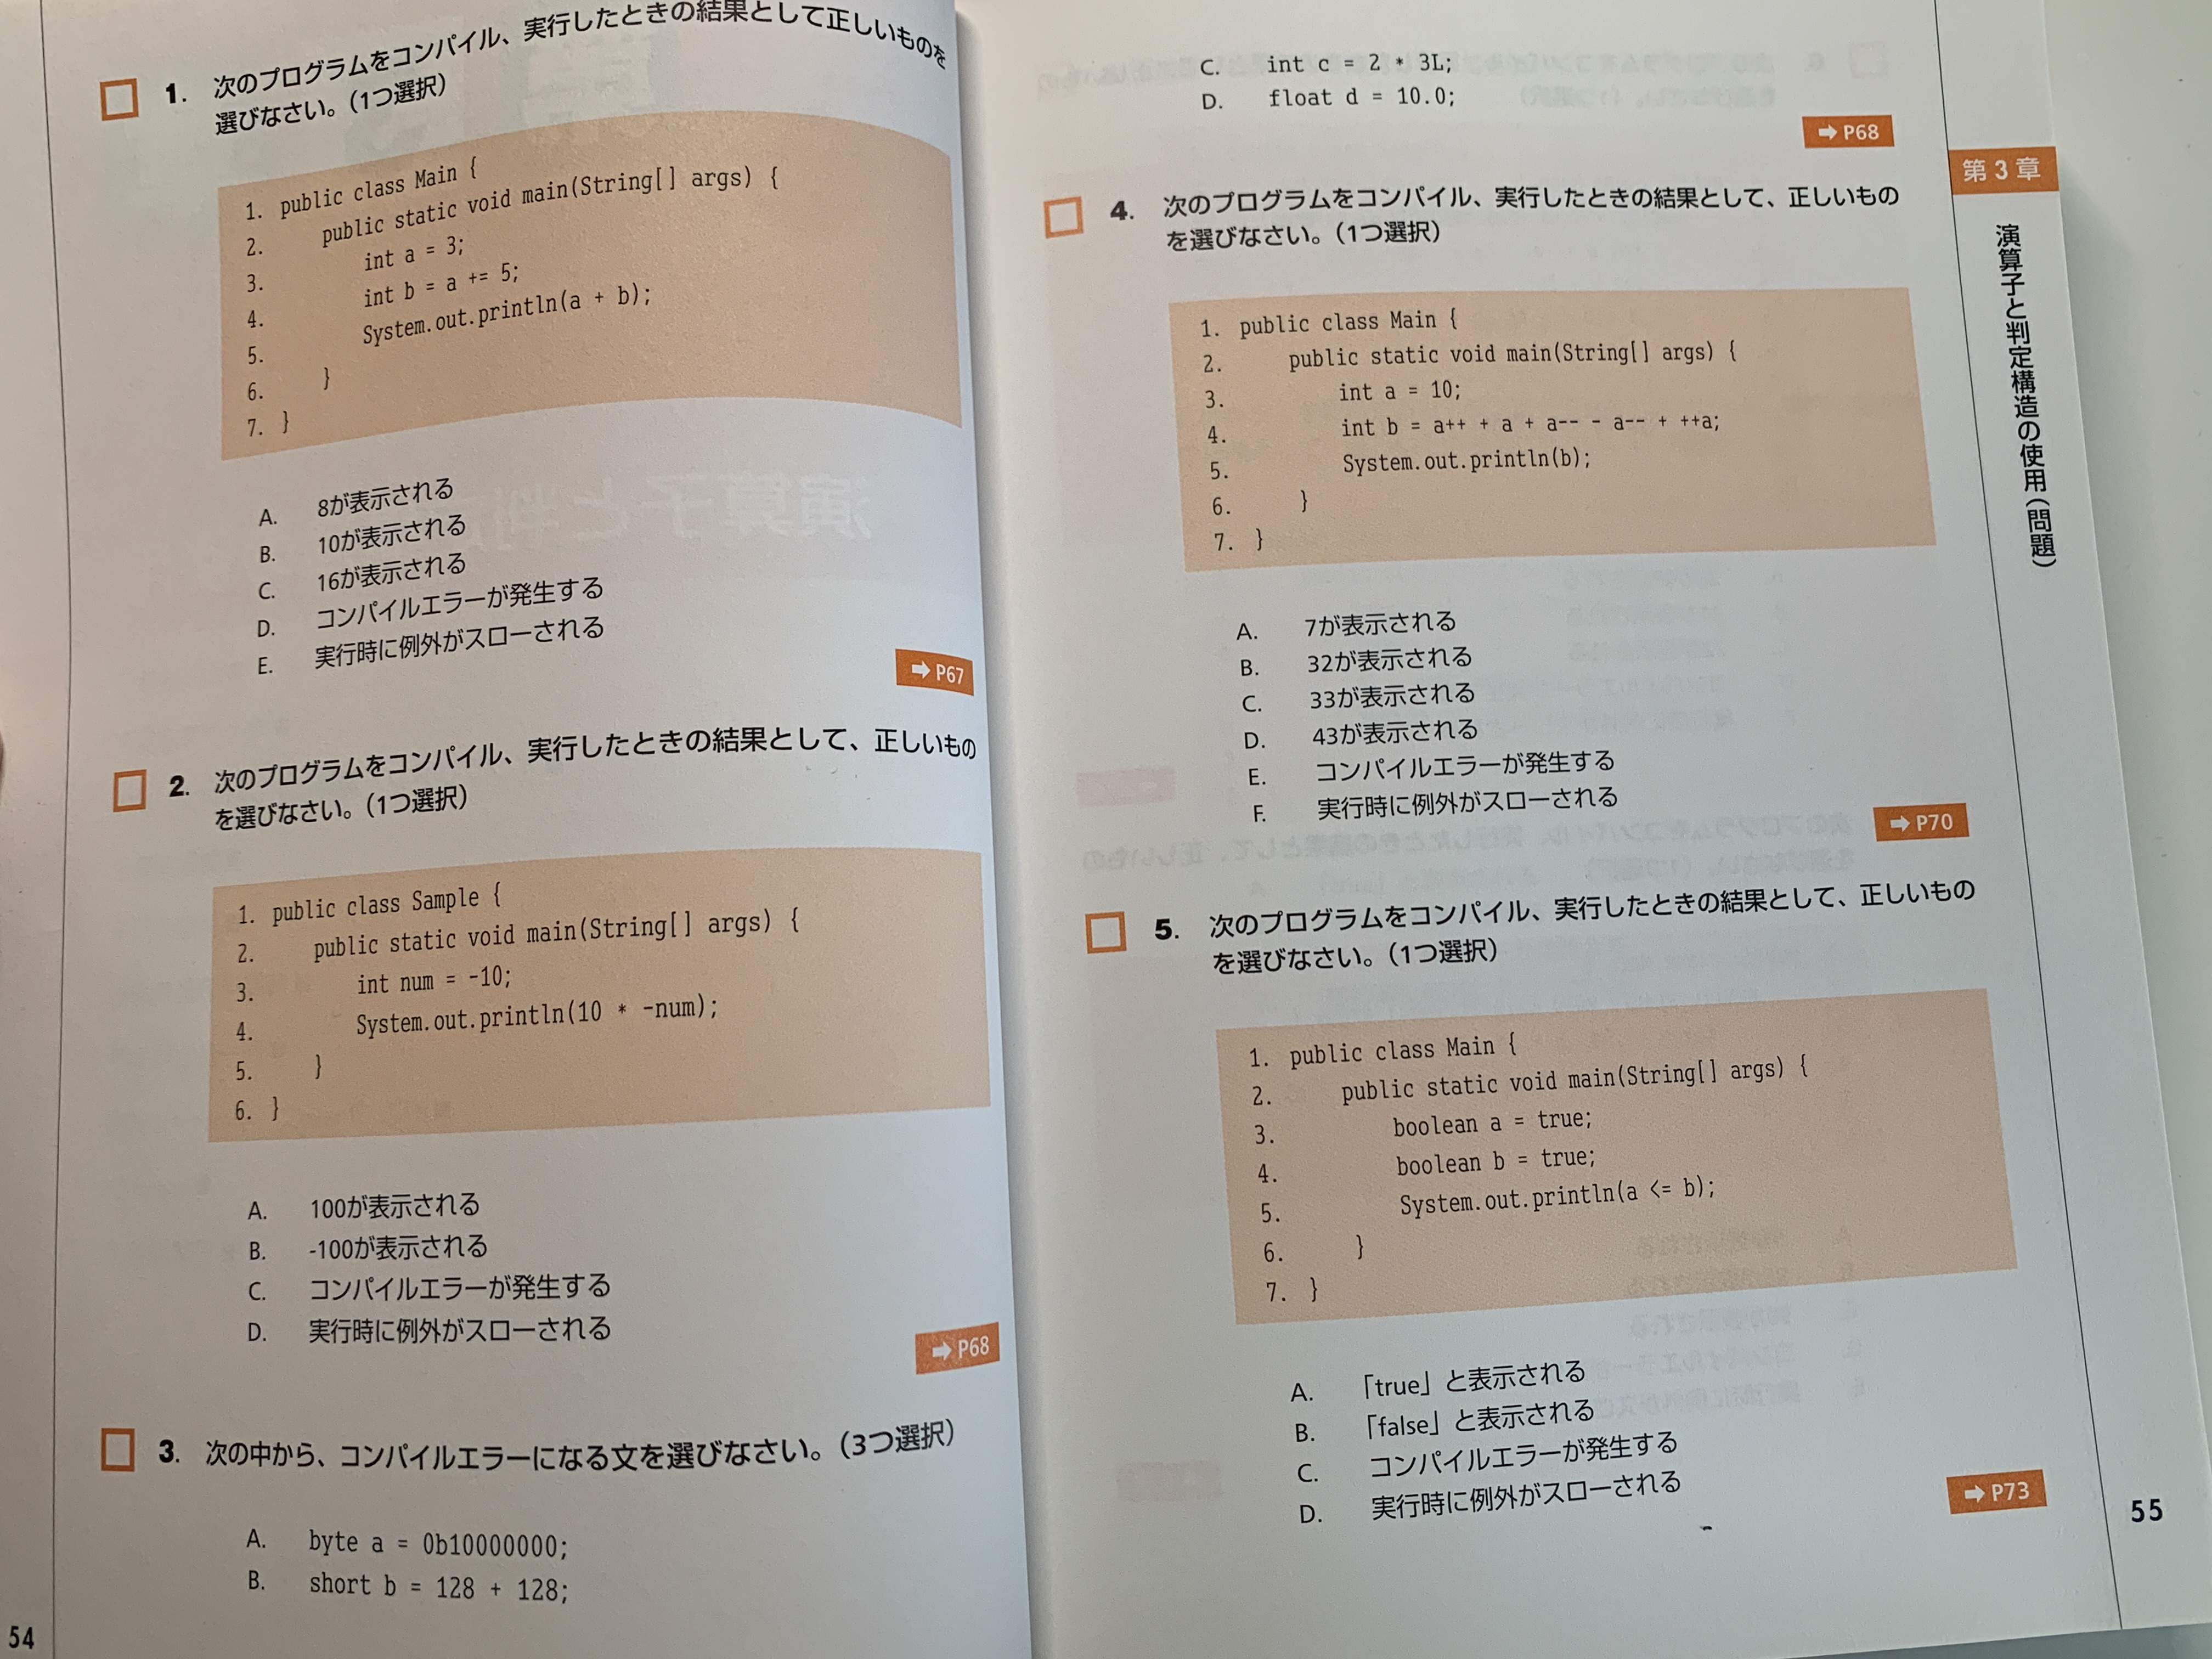 1. 次のプログラムをコンパイル、実行したときの結果として正しいものを
選びなさい。（1つ選択）
1. public class Main {
2.     public static void main(String[] args) {
3.         int a = 3;
4.         int b = a += 5;
5.         System.out.println(a + b);
6.     }
7. }
A. 8が表示される
B. 10が表示される
C. 16が表示される
D. コンパイルエラーが発生する
E. 実行時に例外がスローされる
➡ P67
2. 次のプログラムをコンパイル、実行したときの結果として、正しいもの
を選びなさい。（1つ選択）
1. public class Sample {
2.     public static void main(String[] args) {
3.         int num = -10;
4.         System.out.println(10 * -num);
5.     }
6. }
A. 100が表示される
B. -100が表示される
C. コンパイルエラーが発生する
D. 実行時に例外がスローされる
➡ P68
3. 次の中から、コンパイルエラーになる文を選びなさい。（3つ選択）
A. byte a = 0b10000000;
B. short b = 128 + 128;
54
C. int c = 2 * 3L;
D. float d = 10.0;
➡ P68
4. 次のプログラムをコンパイル、実行したときの結果として、正しいもの
を選びなさい。（1つ選択）
1. public class Main {
2.     public static void main(String[] args) {
3.         int a = 10;
4.         int b = a++ + a + a-- - a-- + ++a;
5.         System.out.println(b);
6.     }
7. }
A. 7が表示される
B. 32が表示される
C. 33が表示される
D. 43が表示される
E. コンパイルエラーが発生する
F. 実行時に例外がスローされる
➡ P70
5. 次のプログラムをコンパイル、実行したときの結果として、正しいもの
を選びなさい。（1つ選択）
1. public class Main {
2.     public static void main(String[] args) {
3.         boolean a = true;
4.         boolean b = true;
5.         System.out.println(a <= b);
6.     }
7. }
A. 「true」と表示される
B. 「false」と表示される
C. コンパイルエラーが発生する
D. 実行時に例外がスローされる
➡ P73
第3章
演算子と判定構造の使用（問題）
55